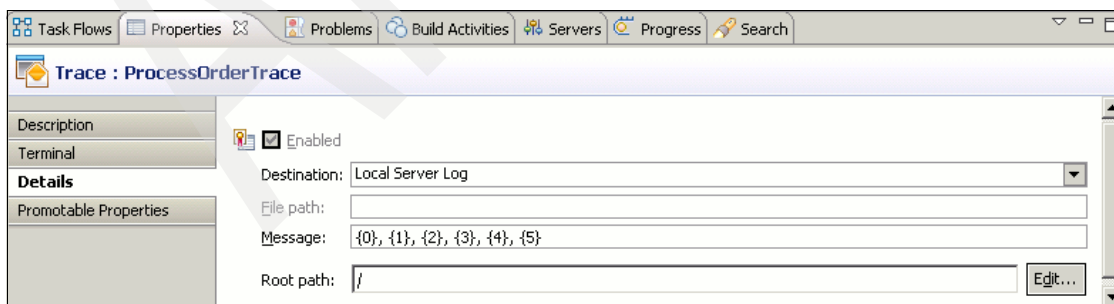 Task Flows Properties Problems Build Activities Servers Progress Search
Trace : ProcessOrderTrace
Description
Terminal
Details
Promotable Properties
Enabled
Destination: Local Server Log
File path:
Message: {0}, {1}, {2}, {3}, {4}, {5}
Root path: / Edit...